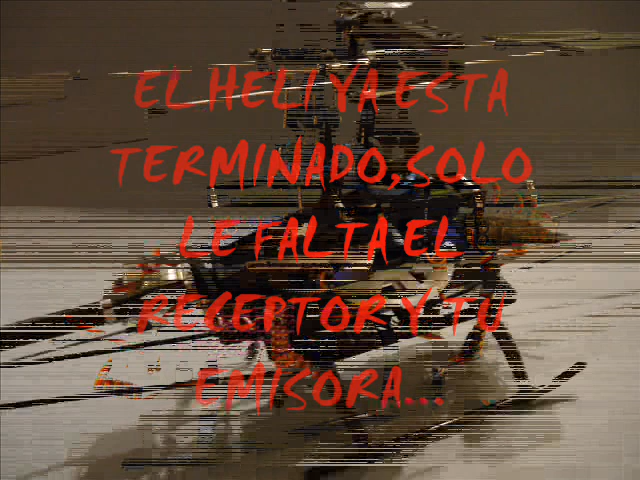 EL HELI YA ESTA
TERMINADO, SOLO
LE FALTA EL
RECEPTOR Y TU
EMISORA...